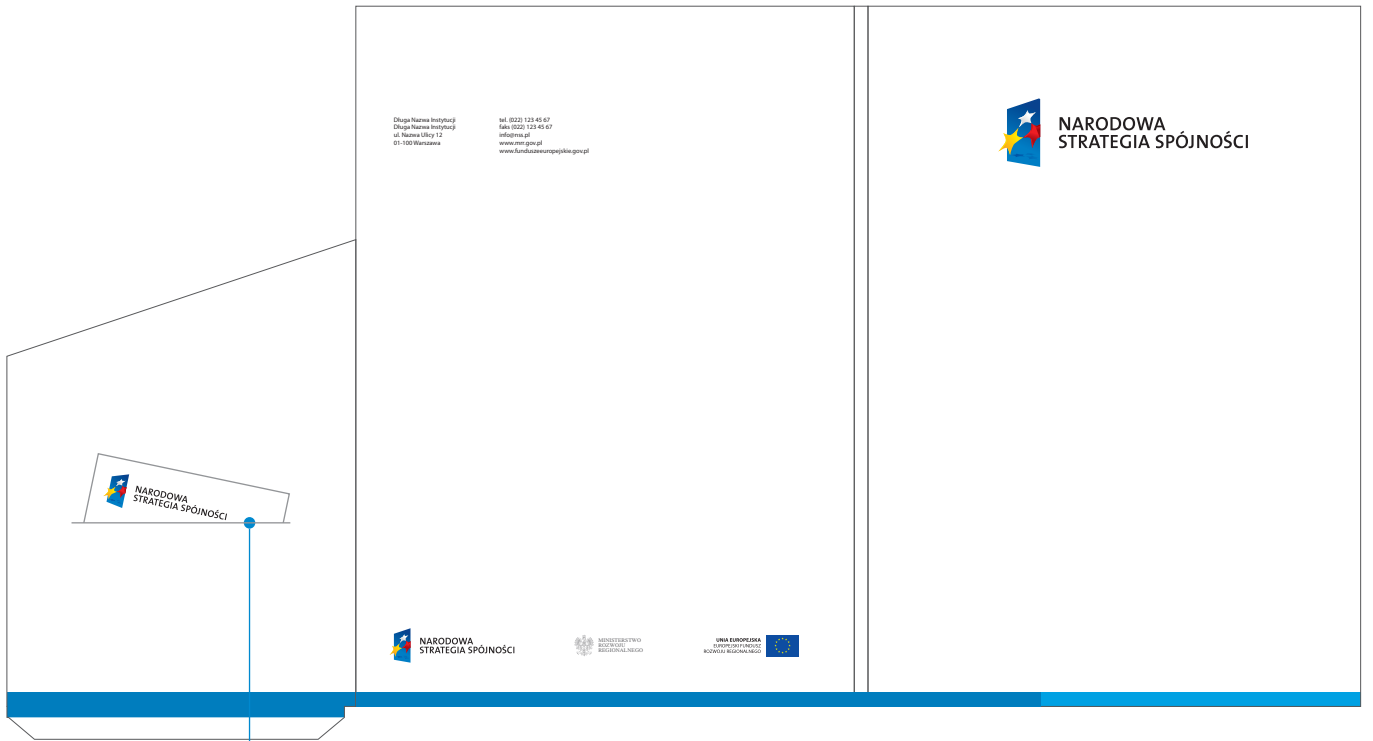 Długa Nazwa Instytucji
Długa Nazwa Instytucji
ul. Nazwa Ulicy 12
01-100 Warszawa
tel. (022) 123 45 67
faks (022) 123 45 67
info@nss.pl
www.mrr.gov.pl
www.funduszeeuropejskie.gov.pl
NARODOWA
STRATEGIA SPÓJNOŚCI
NARODOWA
STRATEGIA SPÓJNOŚCI
NARODOWA
STRATEGIA SPÓJNOŚCI
MINISTERSTWO
ROZWOJU
REGIONALNEGO
UNIA EUROPEJSKA
EUROPEJSKI FUNDUSZ
ROZWOJU REGIONALNEGO